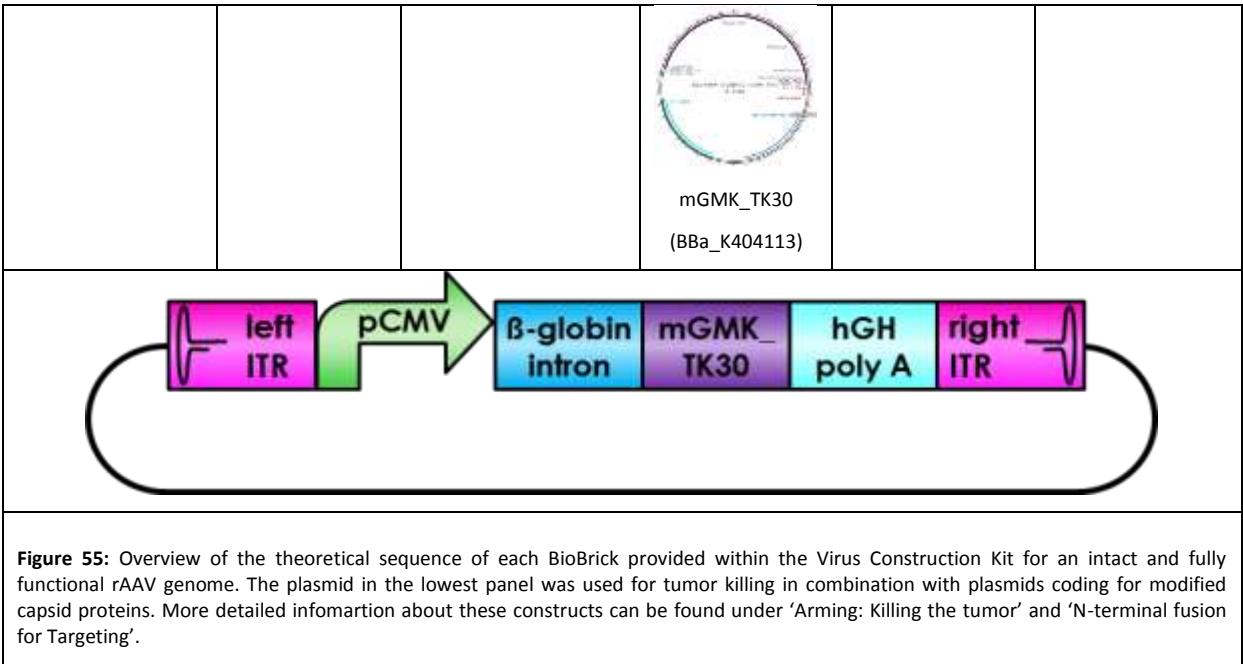 mGMK_TK30
(BBa_K404113)
left
ITR
pCMV
ß-globin
intron
mGMK_
TK30
hGH
poly A
right
ITR
Figure 55: Overview of the theoretical sequence of each BioBrick provided within the Virus Construction Kit for an intact and fully
functional rAAV genome. The plasmid in the lowest panel was used for tumor killing in combination with plasmids coding for modified
capsid proteins. More detailed infomartion about these constructs can be found under ‘Arming: Killing the tumor’ and ‘N-terminal fusion
for Targeting’.